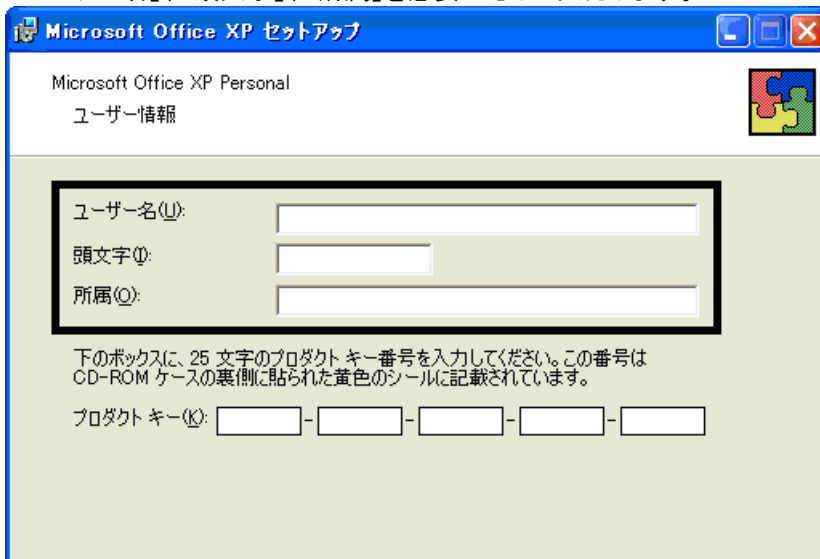 Microsoft Office XP セットアップ
Microsoft Office XP Personal
ユーザー情報
ユーザー名(U):
頭文字(I):
所属(O):
下のボックスに、25 文字のプロダクト キー番号を入力してください。この番号は
CD-ROM ケースの裏側に貼られた黄色のシールに記載されています。
プロダクト キー(K): - - - -